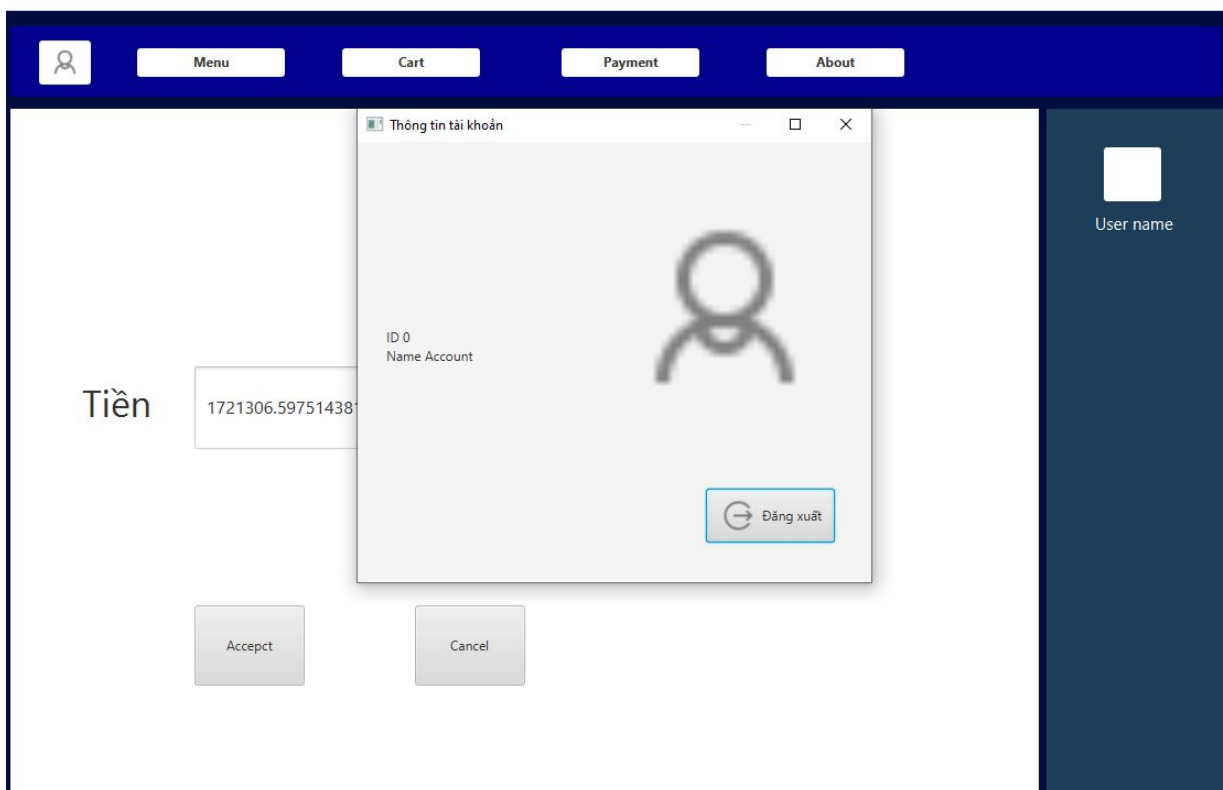 Menu
Cart
Payment
About
Thông tin tài khoản
User name
ID 0
Name Account
Tiền
1721306.597514381
Đăng xuất
Accepct
Cancel